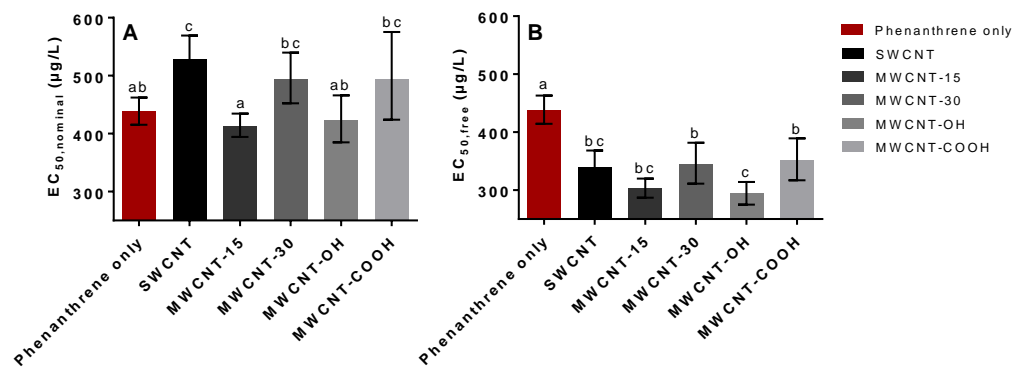 A
EC50,nominal (µg/L)
600
500
400
300
ab
c
a
bc
ab
bc
Phenanthrene only
SWCNT
MWCNT-15
MWCNT-30
MWCNT-OH
MWCNT-COOH
B
EC50,free (µg/L)
600
500
400
300
a
bc
bc
b
c
b
Phenanthrene only
SWCNT
MWCNT-15
MWCNT-30
MWCNT-OH
MWCNT-COOH
Phenanthrene only
SWCNT
MWCNT-15
MWCNT-30
MWCNT-OH
MWCNT-COOH